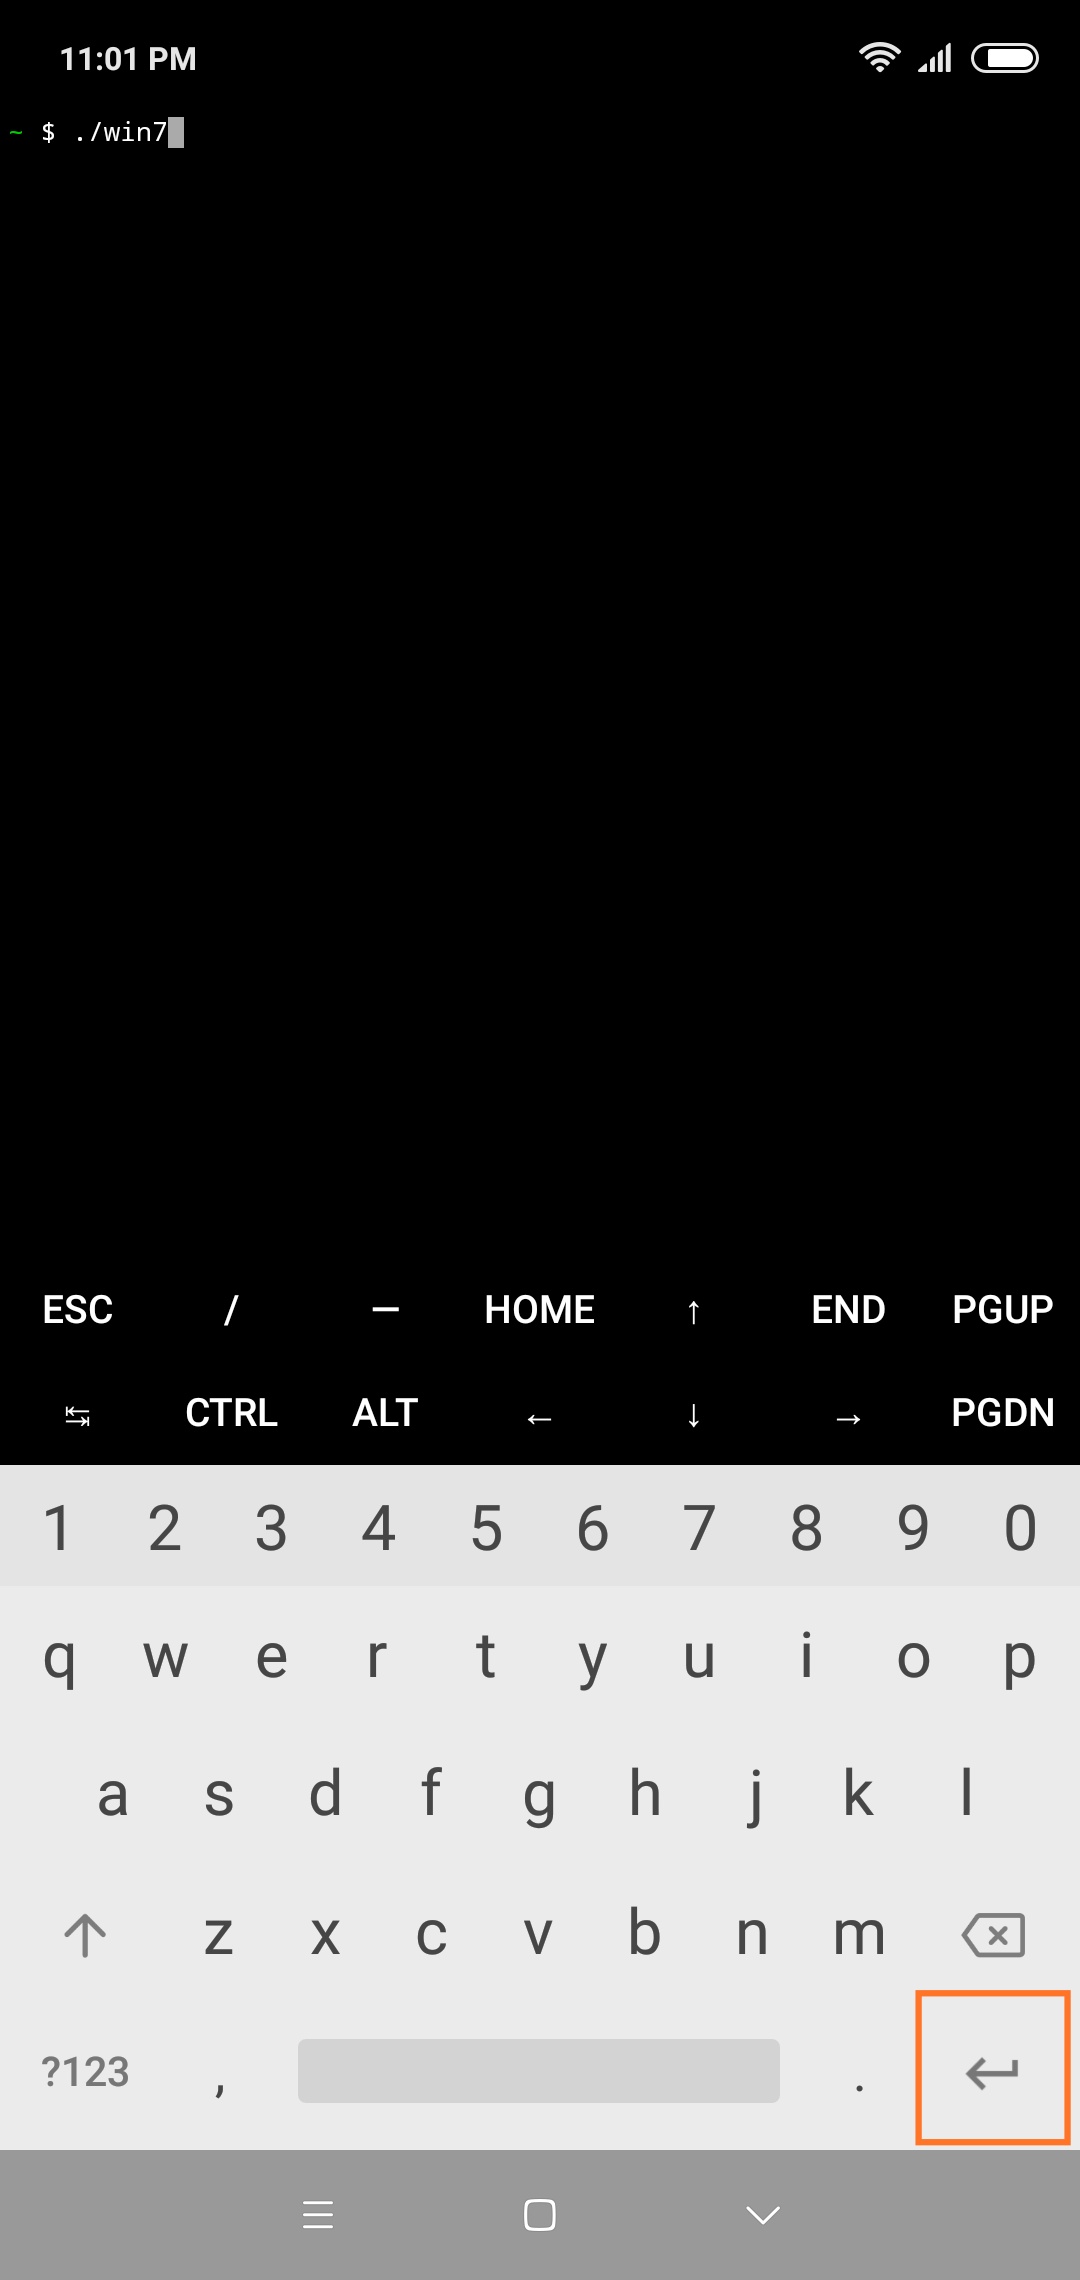 11:01 PM
~ $ ./win7
ESC / — HOME ↑ END PGUP
↹ CTRL ALT ← ↓ → PGDN
1 2 3 4 5 6 7 8 9 0
q w e r t y u i o p
a s d f g h j k l
z x c v b n m
?123 , .